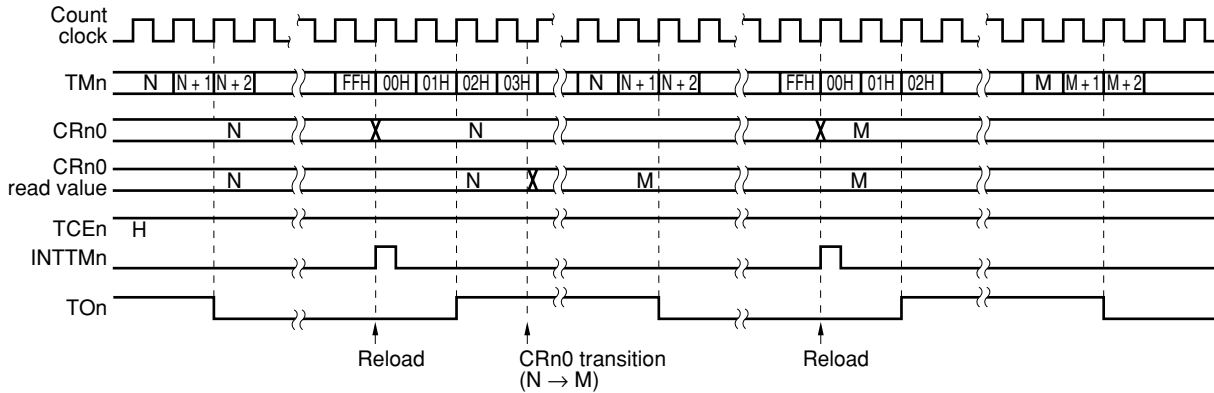 Count
clock
TMn N N + 1 N + 2 FFH 00H 01H 02H 03H N N + 1 N + 2 FFH 00H 01H 02H M M + 1 M + 2
CRn0 N N M
CRn0
read value N N M M
TCEn H
INTTMn
TOn
Reload CRn0 transition Reload
(N → M)